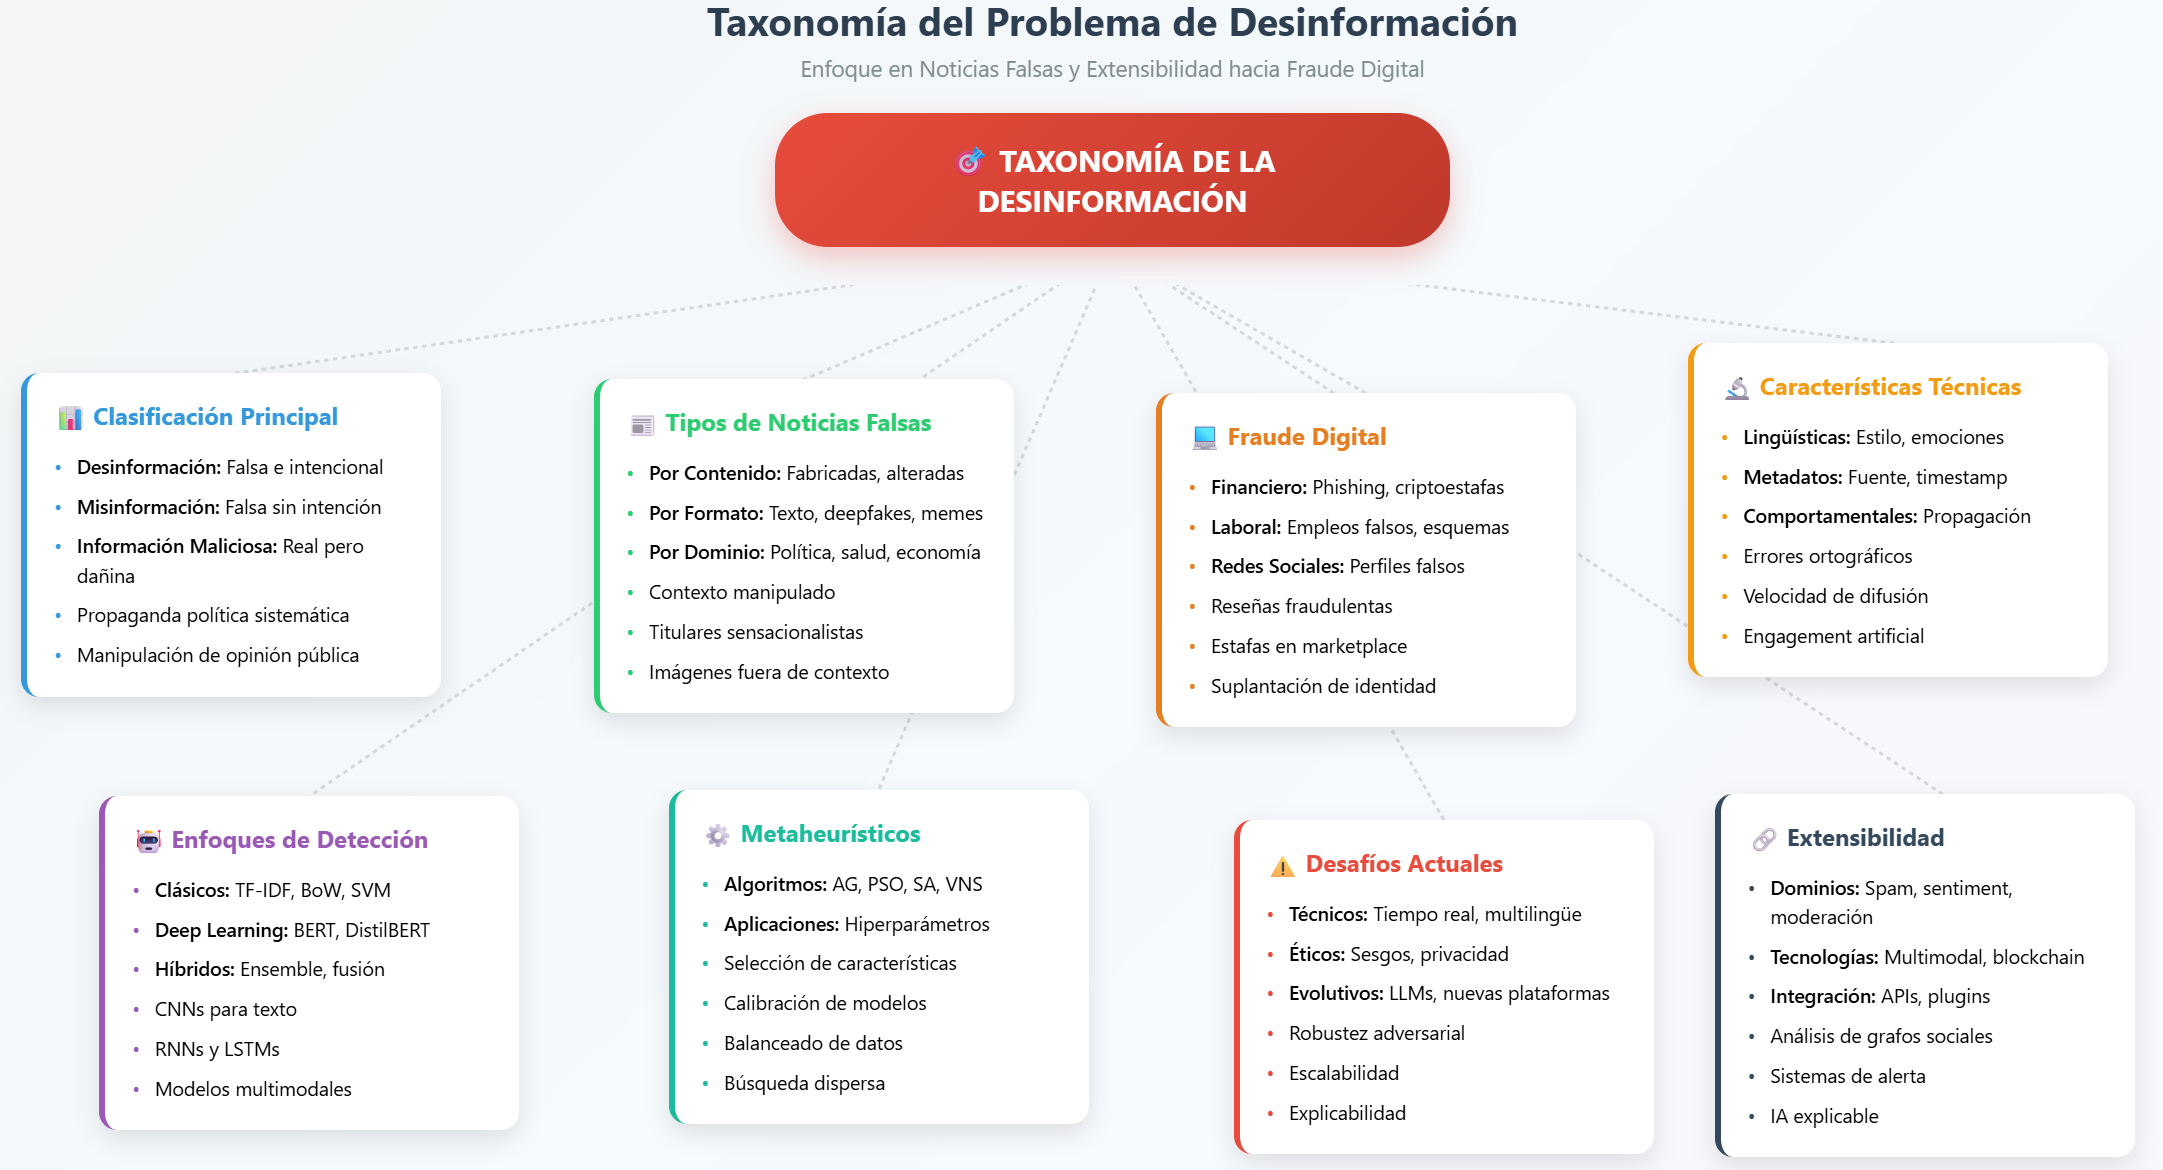 Taxonomía del Problema de Desinformación
Enfoque en Noticias Falsas y Extensibilidad hacia Fraude Digital
TAXONOMÍA DE LA
DESINFORMACIÓN
Clasificación Principal
• Desinformación: Falsa e intencional
• Misinformación: Falsa sin intención
• Información Maliciosa: Real pero
dañina
• Propaganda política sistemática
• Manipulación de opinión pública
Tipos de Noticias Falsas
• Por Contenido: Fabricadas, alteradas
• Por Formato: Texto, deepfakes, memes
• Por Dominio: Política, salud, economía
• Contexto manipulado
• Titulares sensacionalistas
• Imágenes fuera de contexto
Fraude Digital
• Financiero: Phishing, criptoestafas
• Laboral: Empleos falsos, esquemas
• Redes Sociales: Perfiles falsos
• Reseñas fraudulentas
• Estafas en marketplace
• Suplantación de identidad
Características Técnicas
• Lingüísticas: Estilo, emociones
• Metadatos: Fuente, timestamp
• Comportamentales: Propagación
• Errores ortográficos
• Velocidad de difusión
• Engagement artificial
Enfoques de Detección
• Clásicos: TF-IDF, BoW, SVM
• Deep Learning: BERT, DistilBERT
• Híbridos: Ensemble, fusión
• CNNs para texto
• RNNs y LSTMs
• Modelos multimodales
Metaheurísticos
• Algoritmos: AG, PSO, SA, VNS
• Aplicaciones: Hiperparámetros
• Selección de características
• Calibración de modelos
• Balanceado de datos
• Búsqueda dispersa
Desafíos Actuales
• Técnicos: Tiempo real, multilingüe
• Éticos: Sesgos, privacidad
• Evolutivos: LLMs, nuevas plataformas
• Robustez adversarial
• Escalabilidad
• Explicabilidad
Extensibilidad
• Dominios: Spam, sentiment,
moderación
• Tecnologías: Multimodal, blockchain
• Integración: APIs, plugins
• Análisis de grafos sociales
• Sistemas de alerta
• IA explicable